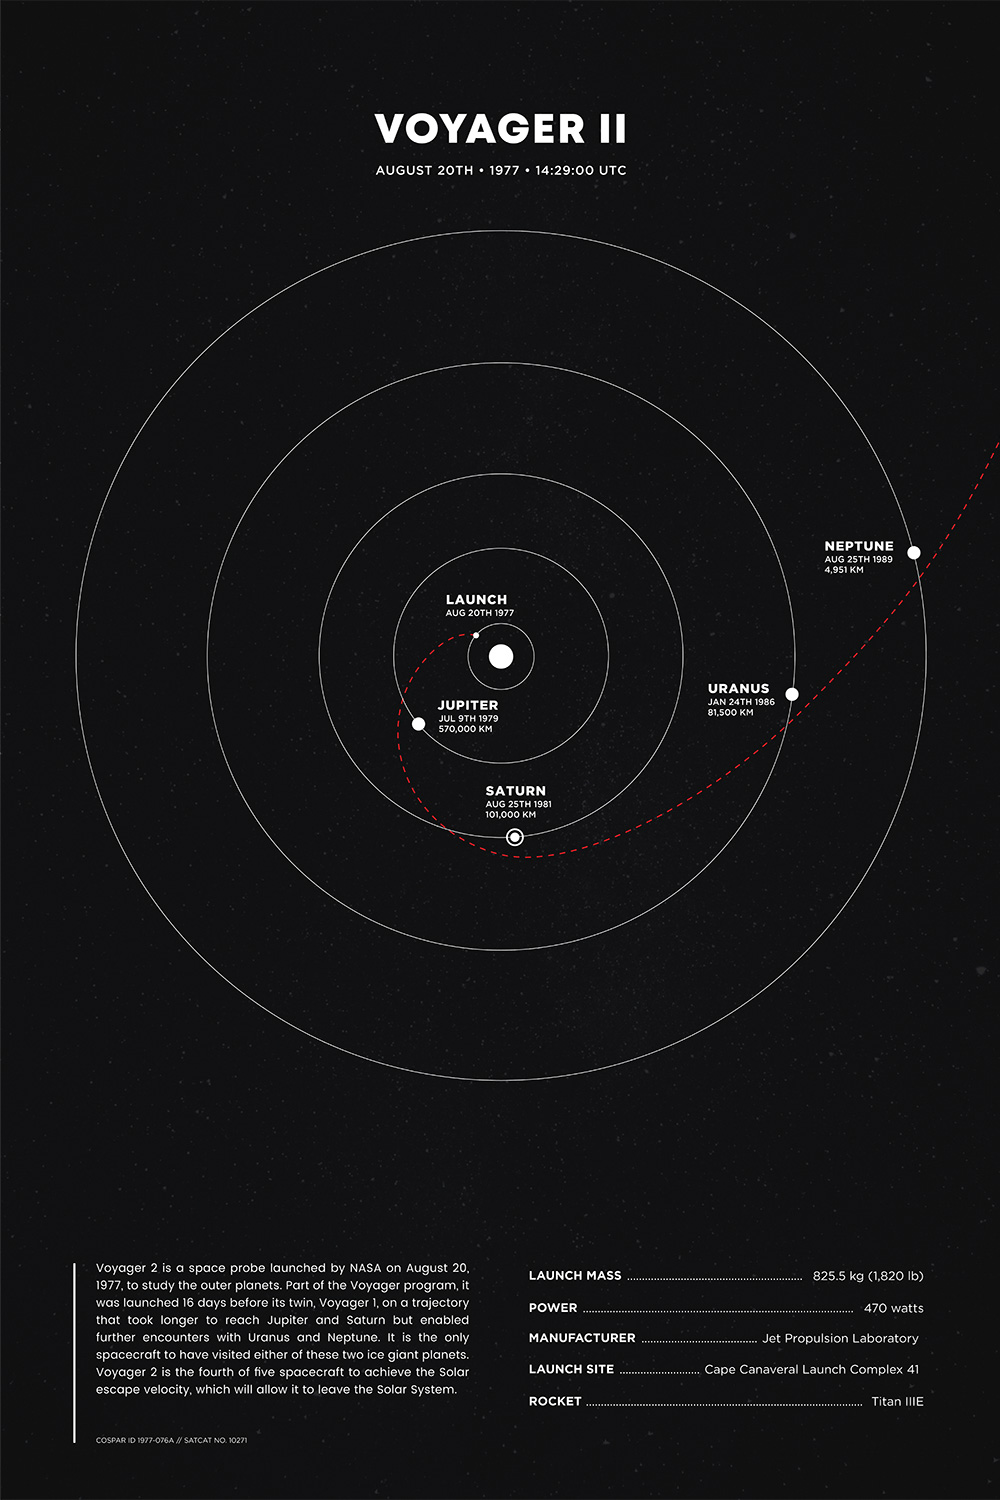 VOYAGER II
AUGUST 20TH • 1977 • 14:29:00 UTC
NEPTUNE
AUG 25TH 1989
4,951 KM
LAUNCH
AUG 20TH 1977
URANUS
JAN 24TH 1986
81,500 KM
JUPITER
JUL 9TH 1979
570,000 KM
SATURN
AUG 25TH 1981
101,000 KM
Voyager 2 is a space probe launched by NASA on August 20,
1977, to study the outer planets. Part of the Voyager program, it
was launched 16 days before its twin, Voyager 1, on a trajectory
that took longer to reach Jupiter and Saturn but enabled
further encounters with Uranus and Neptune. It is the only
spacecraft to have visited either of these two ice giant planets.
Voyager 2 is the fourth of five spacecraft to achieve the Solar
escape velocity, which will allow it to leave the Solar System.
COSPAR ID 1977-076A // SATCAT NO. 10271
LAUNCH MASS ........ 825.5 kg (1,820 lb)
POWER ........ 470 watts
MANUFACTURER ........ Jet Propulsion Laboratory
LAUNCH SITE ........ Cape Canaveral Launch Complex 41
ROCKET ........ Titan IIIE